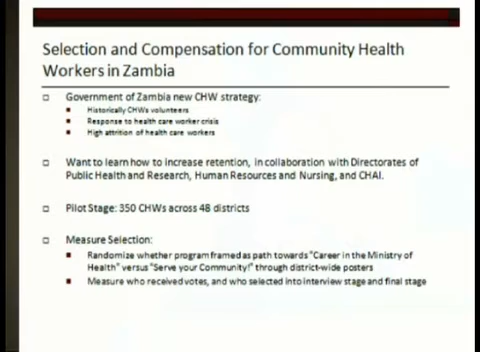 Selection and Compensation for Community Health
Workers in Zambia
Government of Zambia new CHW strategy:
Historically CHWs volunteers
Response to health care worker crisis
High attrition of health care workers
Want to learn how to increase retention, in collaboration with Directorates of
Public Health and Research, Human Resources and Nursing, and CHAI.
Pilot Stage: 350 CHWs across 48 districts
Measure Selection:
Randomize whether program framed as path towards "Career in the Ministry of
Health" versus "Serve your Community!" through district-wide posters
Measure who received votes, and who selected into interview stage and final stage